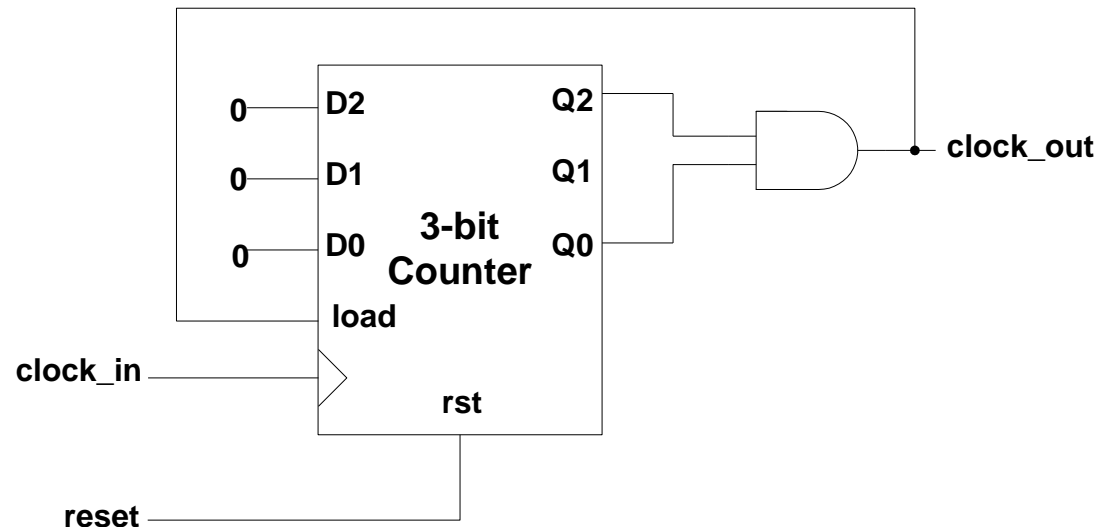 0
D2
Q2
clock_out
0
D1
Q1
0
D0
Q0
3-bit
Counter
load
clock_in
rst
reset